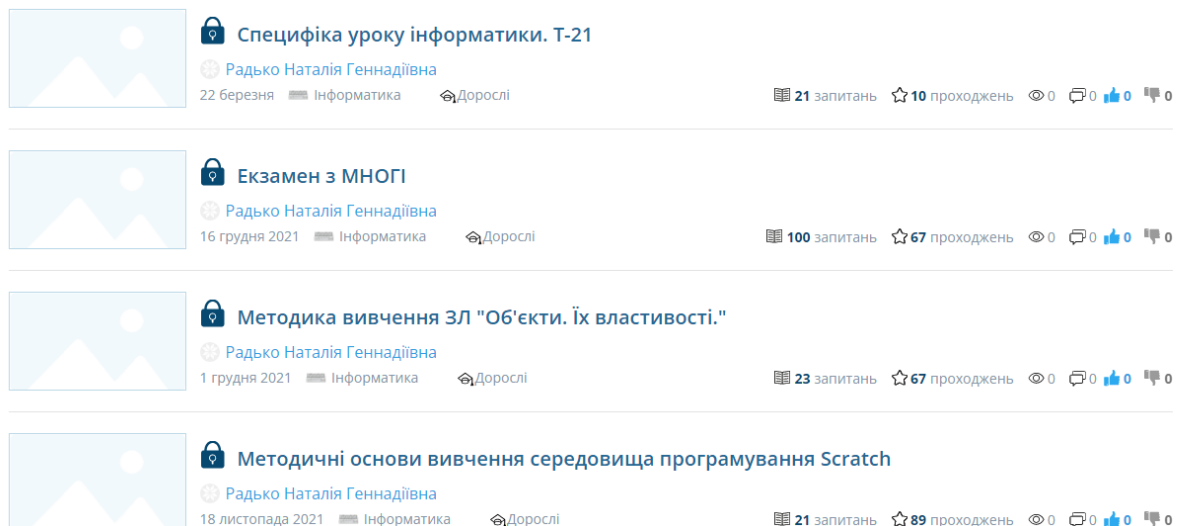 Специфіка уроку інформатики. Т-21
Радько Наталія Геннадіївна
22 березня Інформатика Дорослі 21 запитань 10 проходжень 0 0 0 0
Екзамен з МНОГІ
Радько Наталія Геннадіївна
16 грудня 2021 Інформатика Дорослі 100 запитань 67 проходжень 0 0 0 0
Методика вивчення ЗЛ "Об'єкти. Їх властивості."
Радько Наталія Геннадіївна
1 грудня 2021 Інформатика Дорослі 23 запитань 67 проходжень 0 0 0 0
Методичні основи вивчення середовища програмування Scratch
Радько Наталія Геннадіївна
18 листопада 2021 Інформатика Дорослі 21 запитань 89 проходжень 0 0 0 0